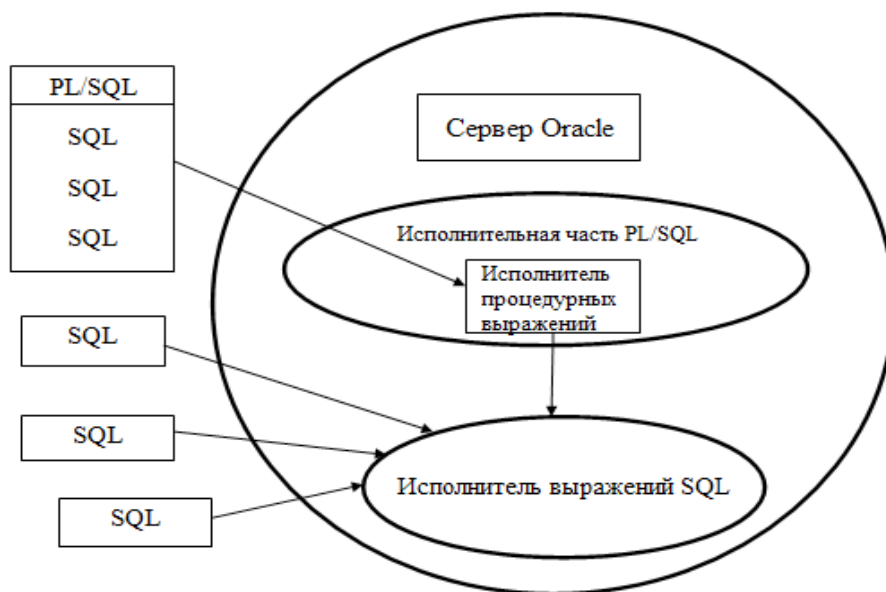 PL/SQL
SQL
SQL
SQL
Сервер Oracle
Исполнительная часть PL/SQL
Исполнитель
процедурных
выражений
SQL
SQL
SQL
Исполнитель выражений SQL